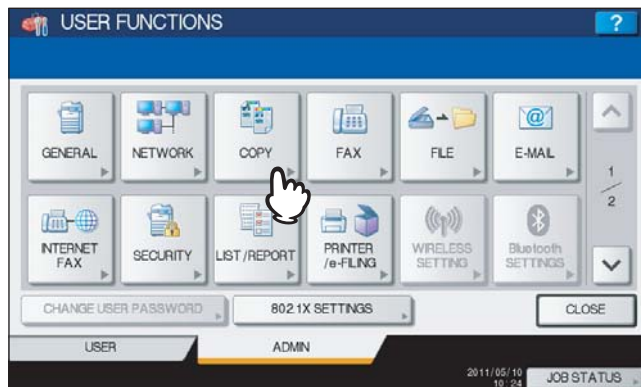 USER FUNCTIONS
?
GENERAL
NETWORK
COPY
FAX
FILE
E-MAIL
1
2
INTERNET
FAX
SECURITY
LIST/REPORT
PRINTER
/e-FILING
WIRELESS
SETTING
Bluetooth
SETTINGS
CHANGE USER PASSWORD
802.1X SETTINGS
CLOSE
USER
ADMIN
2011/05/10
10:24
JOB STATUS